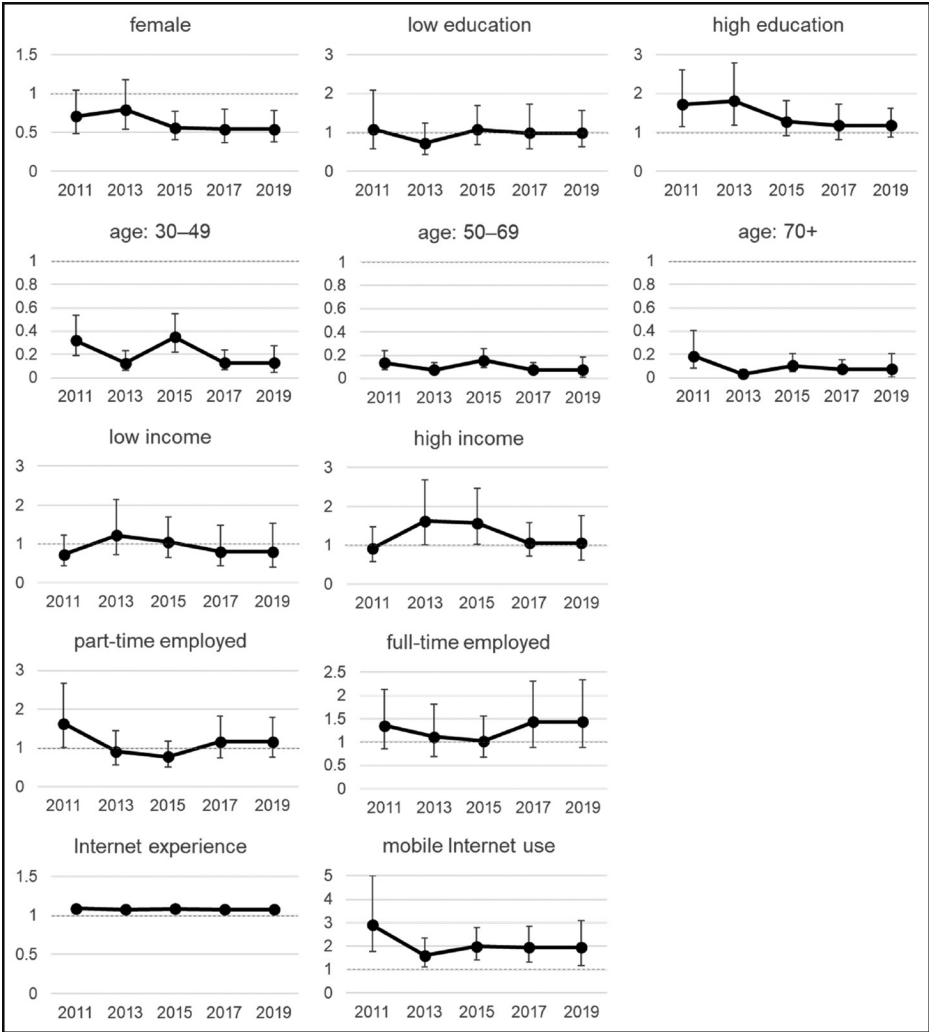 female
1.5
1
0.5
0
2011 2013 2015 2017 2019
low education
3
2
1
0
2011 2013 2015 2017 2019
high education
3
2
1
0
2011 2013 2015 2017 2019
age: 30–49
1
0.8
0.6
0.4
0.2
0
2011 2013 2015 2017 2019
age: 50–69
1
0.8
0.6
0.4
0.2
0
2011 2013 2015 2017 2019
age: 70+
1
0.8
0.6
0.4
0.2
0
2011 2013 2015 2017 2019
low income
3
2
1
0
2011 2013 2015 2017 2019
high income
3
2
1
0
2011 2013 2015 2017 2019
part-time employed
3
2
1
0
2011 2013 2015 2017 2019
full-time employed
2.5
2
1.5
1
0.5
0
2011 2013 2015 2017 2019
Internet experience
1.5
1
0.5
0
2011 2013 2015 2017 2019
mobile Internet use
5
4
3
2
1
0
2011 2013 2015 2017 2019